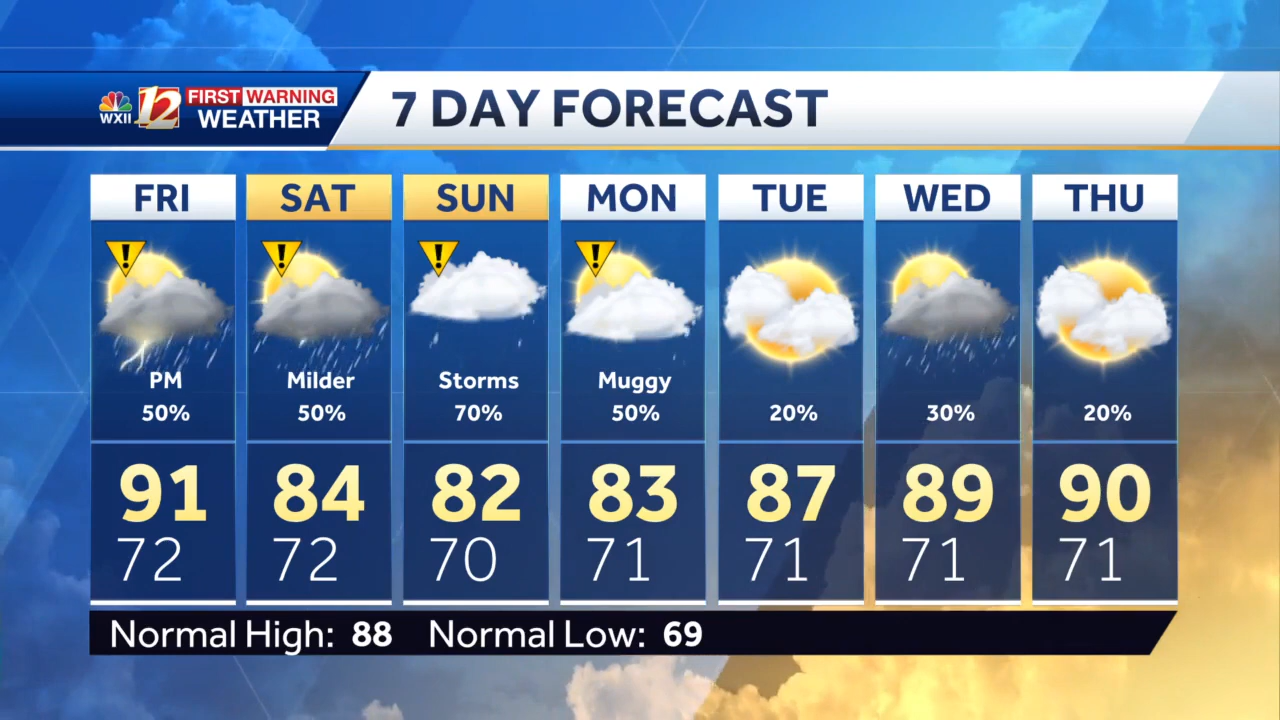 WXII 12 FIRST WARNING
WEATHER
7 DAY FORECAST
FRI SAT SUN MON TUE WED THU
! ! ! !
PM Milder Storms Muggy
50% 50% 70% 50% 20% 30% 20%
91 84 82 83 87 89 90
72 72 70 71 71 71 71
Normal High: 88 Normal Low: 69